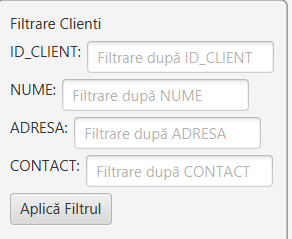 Filtrare Clienti
ID_CLIENT: Filtrare după ID_CLIENT
NUME: Filtrare după NUME
ADRESA: Filtrare după ADRESA
CONTACT: Filtrare după CONTACT
Aplică Filtrul